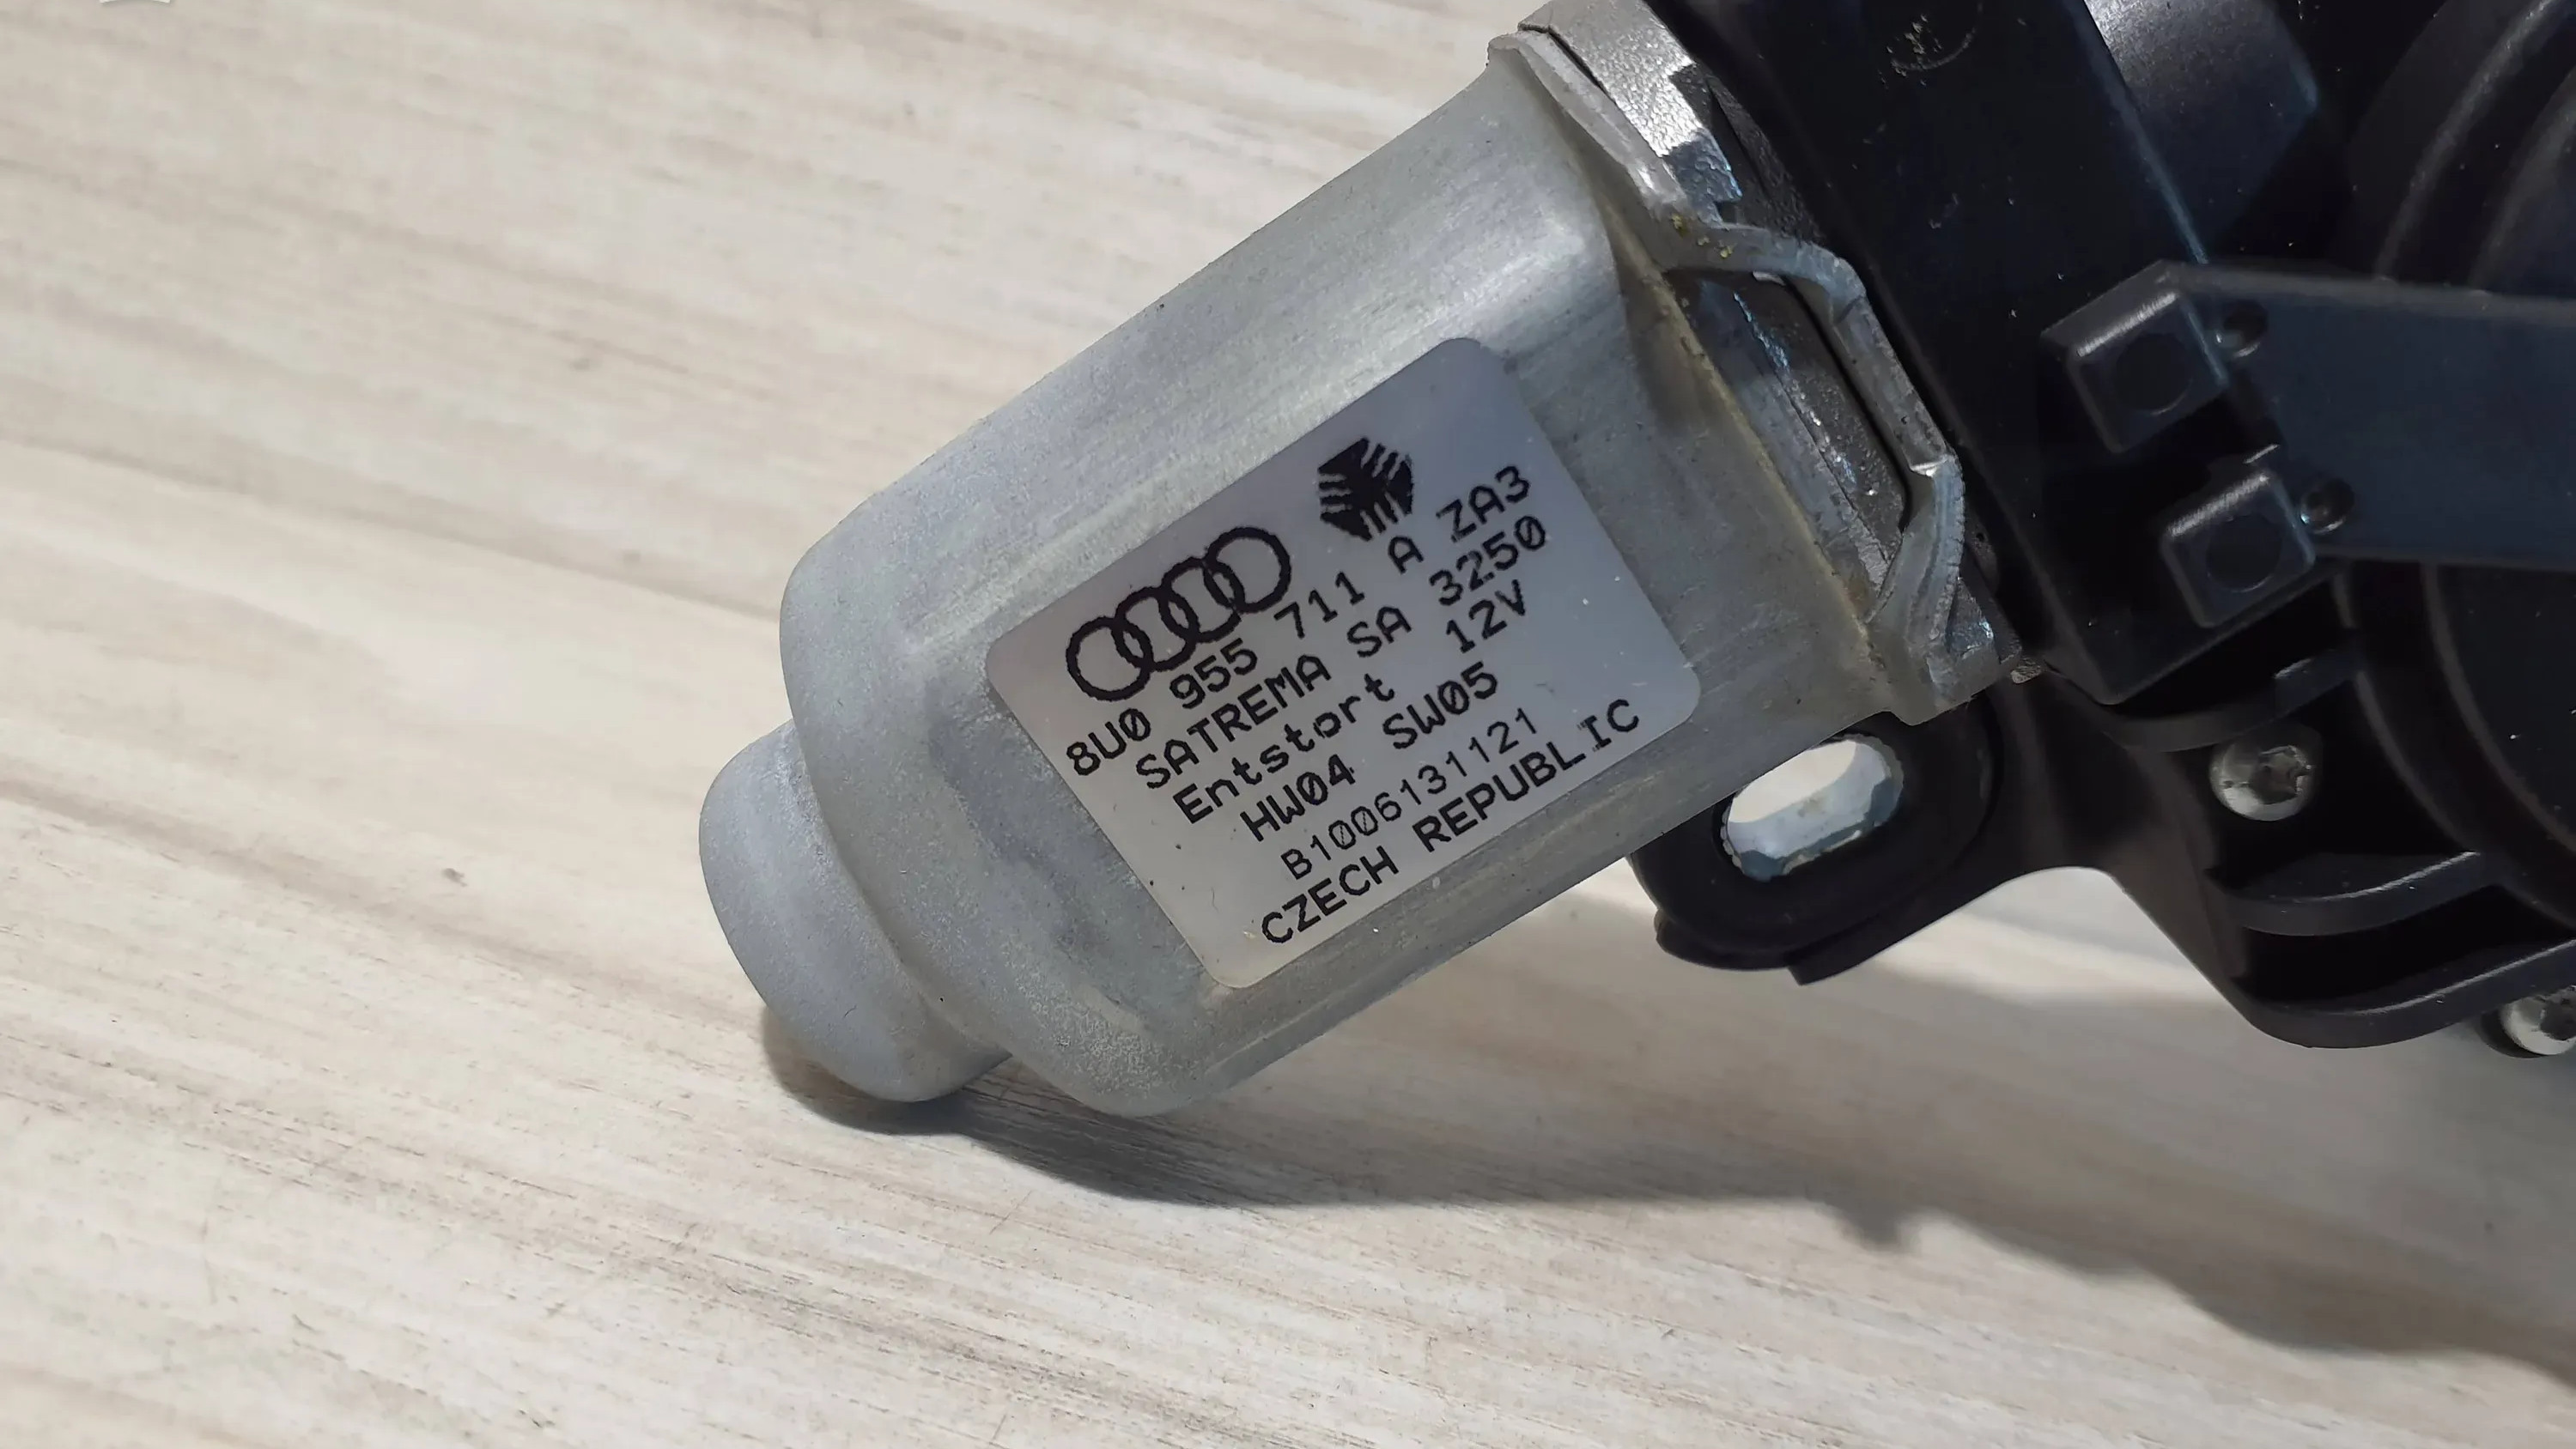 8U0 955 711 A ZA3
SATREMA SA 3250
Entstort 12V
HW04 SW05
B1006131121
CZECH REPUBLIC